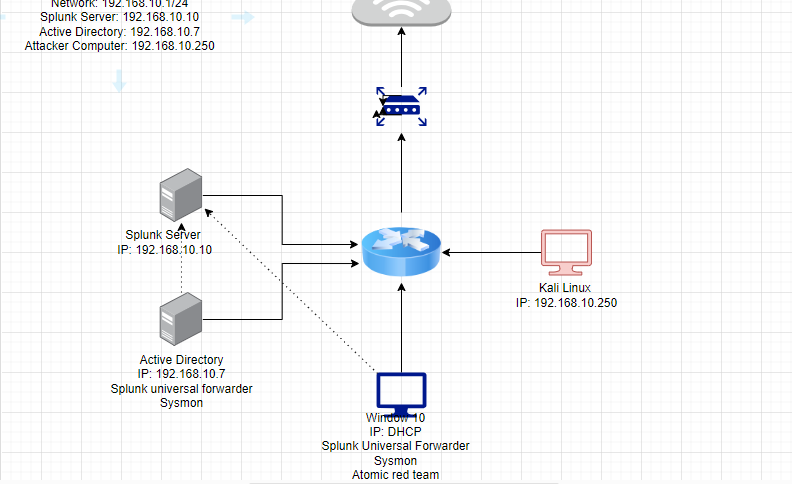 Network: 192.168.10.1/24
Splunk Server: 192.168.10.10
Active Directory: 192.168.10.7
Attacker Computer: 192.168.10.250
Splunk Server
IP: 192.168.10.10
Kali Linux
IP: 192.168.10.250
Active Directory
IP: 192.168.10.7
Splunk universal forwarder
Sysmon
Window 10
IP: DHCP
Splunk Universal Forwarder
Sysmon
Atomic red team